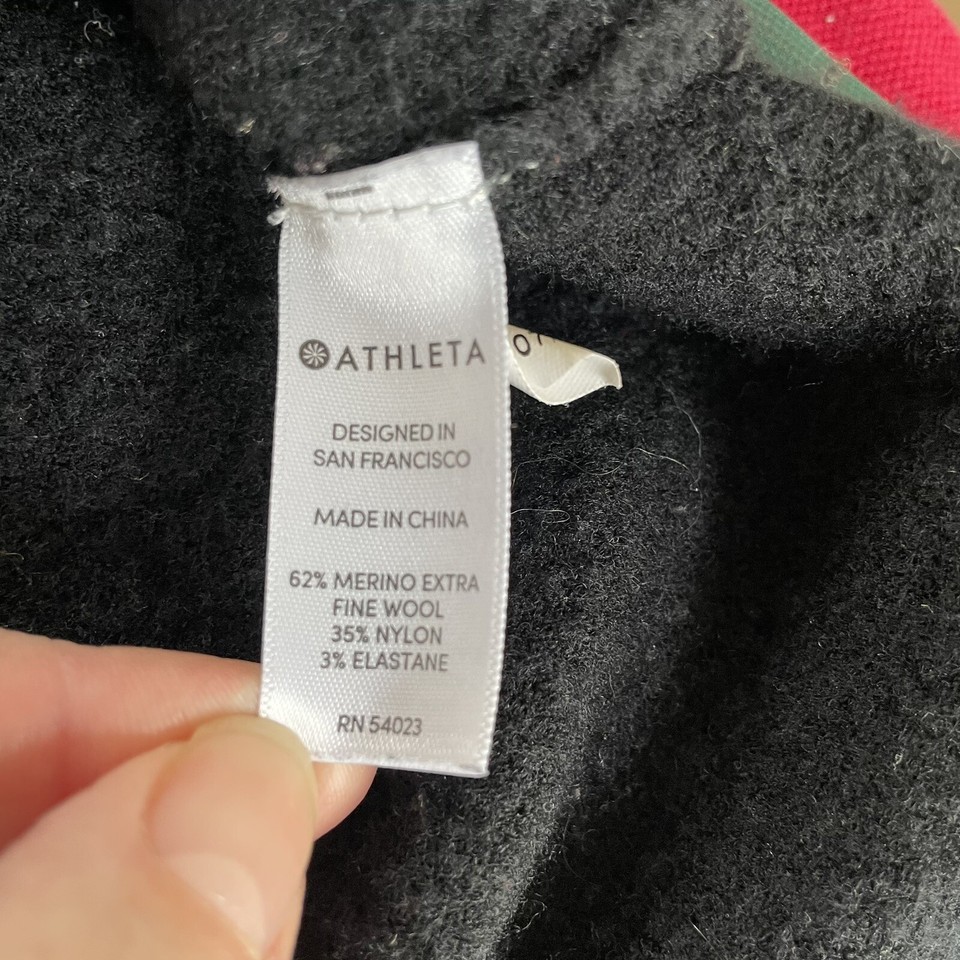 ATHLETA
DESIGNED IN
SAN FRANCISCO
MADE IN CHINA
62% MERINO EXTRA
FINE WOOL
35% NYLON
3% ELASTANE
RN 54023